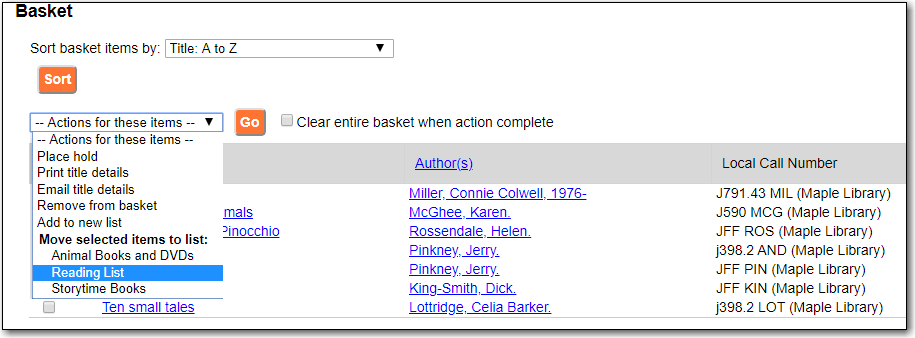 Basket
Sort basket items by: Title: A to Z
Sort
-- Actions for these items -- Go Clear entire basket when action complete
-- Actions for these items --
Place hold
Print title details
Email title details
Remove from basket
Add to new list
Move selected items to list:
Animal Books and DVDs
Reading List
Storytime Books
Author(s) Local Call Number
Miller, Connie Colwell, 1976- J791.43 MIL (Maple Library)
mals McGhee, Karen. J590 MCG (Maple Library)
Pinocchio Rossendale, Helen. JFF ROS (Maple Library)
Pinkney, Jerry. j398.2 AND (Maple Library)
Pinkney, Jerry. JFF PIN (Maple Library)
King-Smith, Dick. JFF KIN (Maple Library)
Ten small tales Lottridge, Celia Barker. j398.2 LOT (Maple Library)